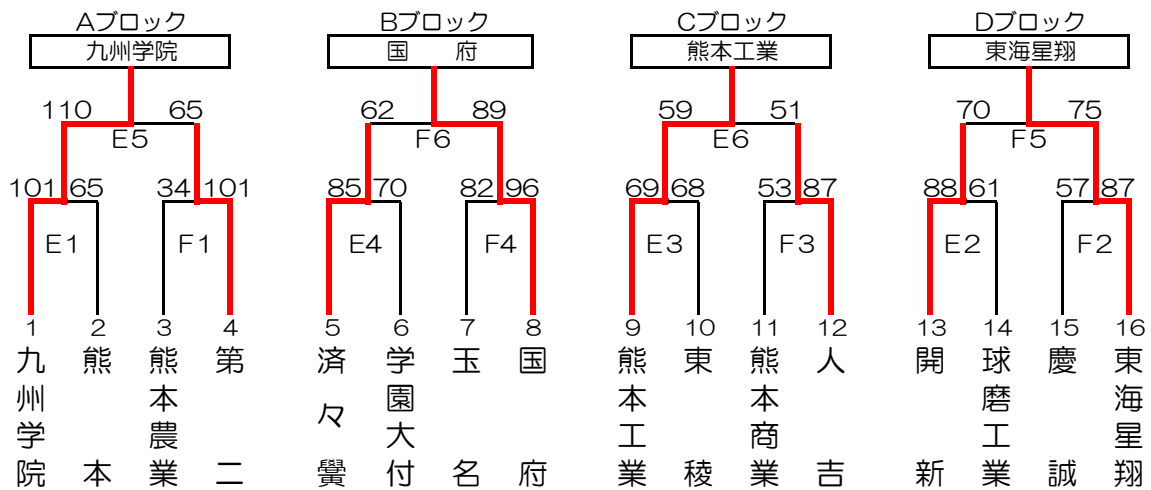 Aブロック Bブロック Cブロック Dブロック
九州学院 国府 熊本工業 東海星翔
110 65 62 89 59 51 70 75
E5 F6 E6 F5
101 65 34 101 85 70 82 96 69 68 53 87 88 61 57 87
E1 F1 E4 F4 E3 F3 E2 F2
1 2 3 4 5 6 7 8 9 10 11 12 13 14 15 16
九州学院
熊本
熊本農業
第二
済々黌
学園大付
玉名
国府
熊本工業
東稜
熊本商業
人吉
開新
球磨工業
慶誠
東海星翔